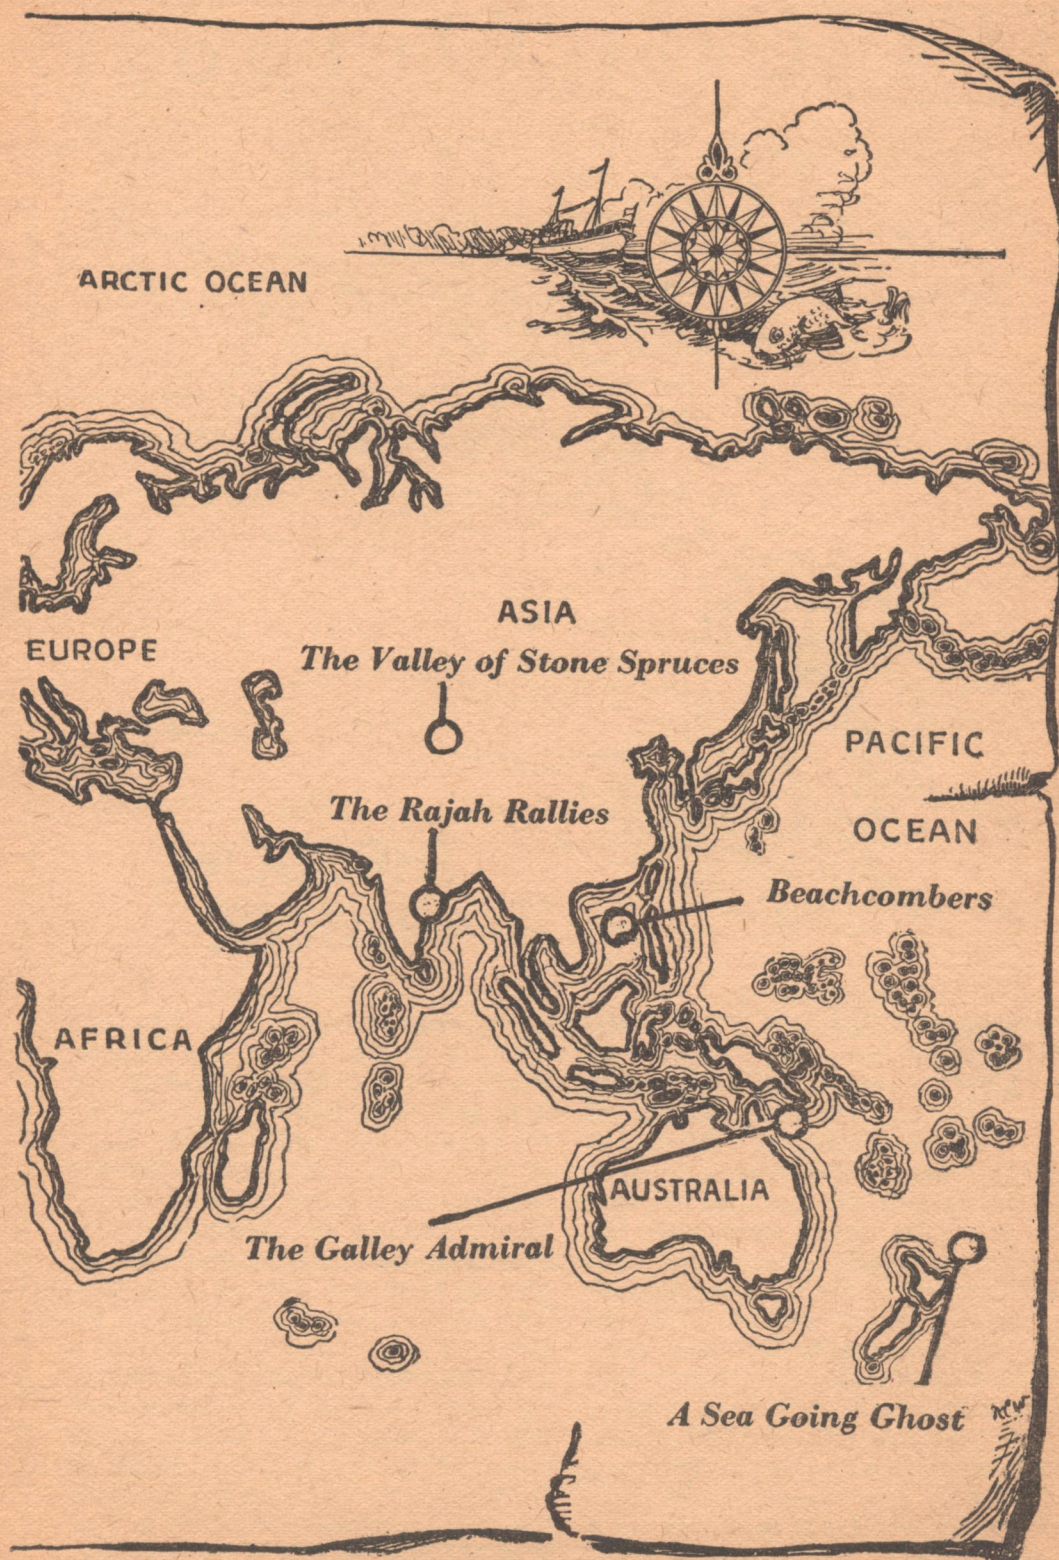 ARCTIC OCEAN
ASIA
EUROPE
The Valley of Stone Spruces
PACIFIC
OCEAN
The Rajah Rallies
Beachcombers
AFRICA
AUSTRALIA
The Galley Admiral
A Sea Going Ghost